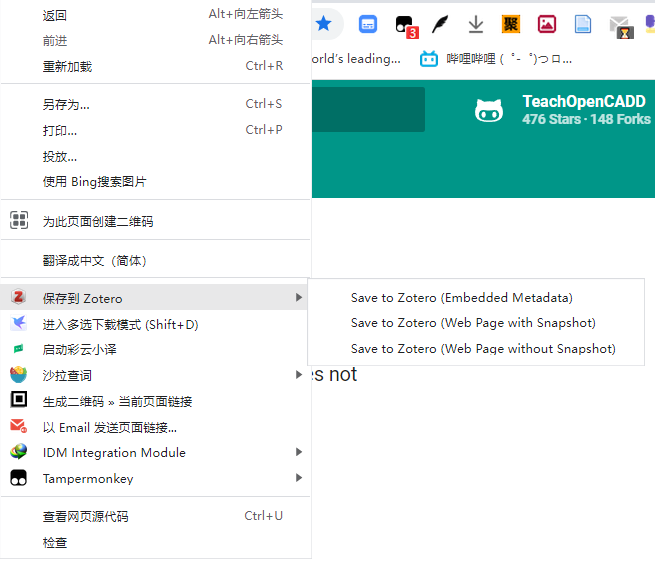 返回 Alt+向左箭头
前进 Alt+向右箭头
重新加载 Ctrl+R
另存为... Ctrl+S
打印... Ctrl+P
投放...
使用 Bing搜索图片
为此页面创建二维码
翻译成中文（简体）
保存到 Zotero
进入多选下载模式 (Shift+D)
启动彩云小译
沙拉查词
生成二维码 » 当前页面链接
以 Email 发送页面链接...
IDM Integration Module
Tampermonkey
查看网页源代码 Ctrl+U
检查
Save to Zotero (Embedded Metadata)
Save to Zotero (Web Page with Snapshot)
Save to Zotero (Web Page without Snapshot)
3
聚
orld's leading...
哔哩哔哩 ( ゜- ゜)つロ...
TeachOpenCADD
476 Stars · 148 Forks
es not